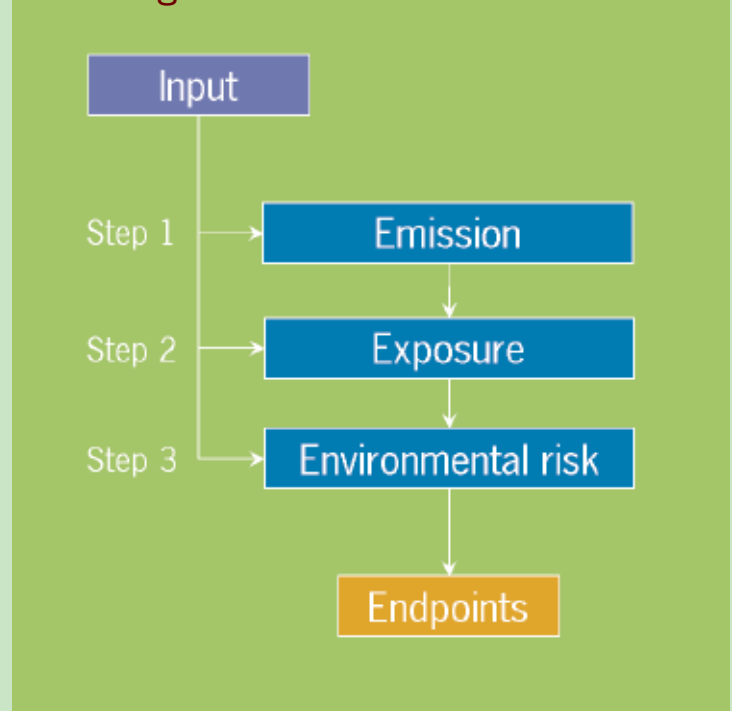 Input
Step 1
Emission
Step 2
Exposure
Step 3
Environmental risk
Endpoints